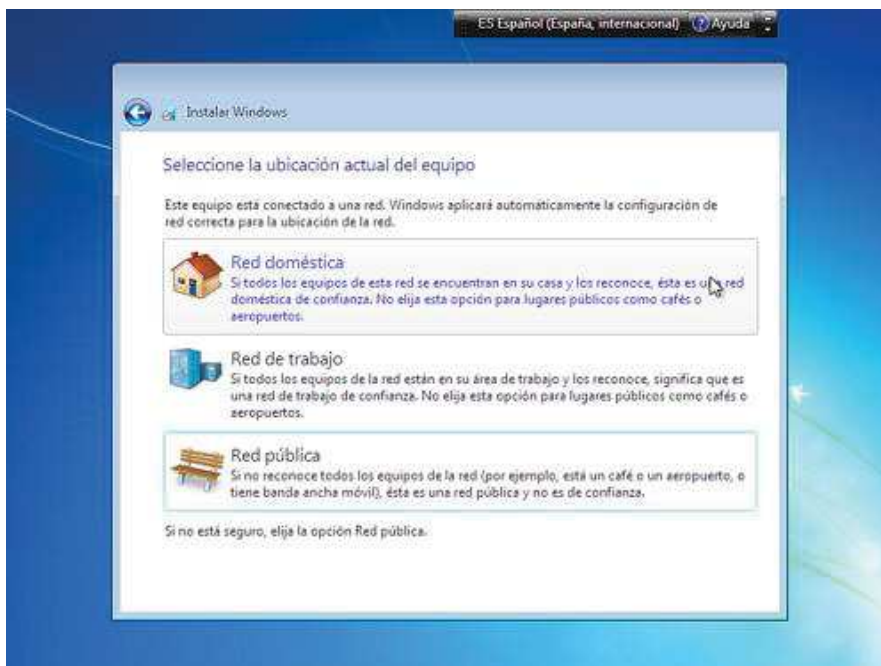 ES Español (España, internacional) Ayuda
Instalar Windows
Seleccione la ubicación actual del equipo
Este equipo está conectado a una red. Windows aplicará automáticamente la configuración de
red correcta para la ubicación de la red.
Red doméstica
Si todos los equipos de esta red se encuentran en su casa y los reconoce, ésta es una red
doméstica de confianza. No elija esta opción para lugares públicos como cafés o
aeropuertos.
Red de trabajo
Si todos los equipos de la red están en su área de trabajo y los reconoce, significa que es
una red de trabajo de confianza. No elija esta opción para lugares públicos como cafés o
aeropuertos.
Red pública
Si no reconoce todos los equipos de la red (por ejemplo, está un café o un aeropuerto, o
tiene banda ancha móvil), ésta es una red pública y no es de confianza.
Si no está seguro, elija la opción Red pública.